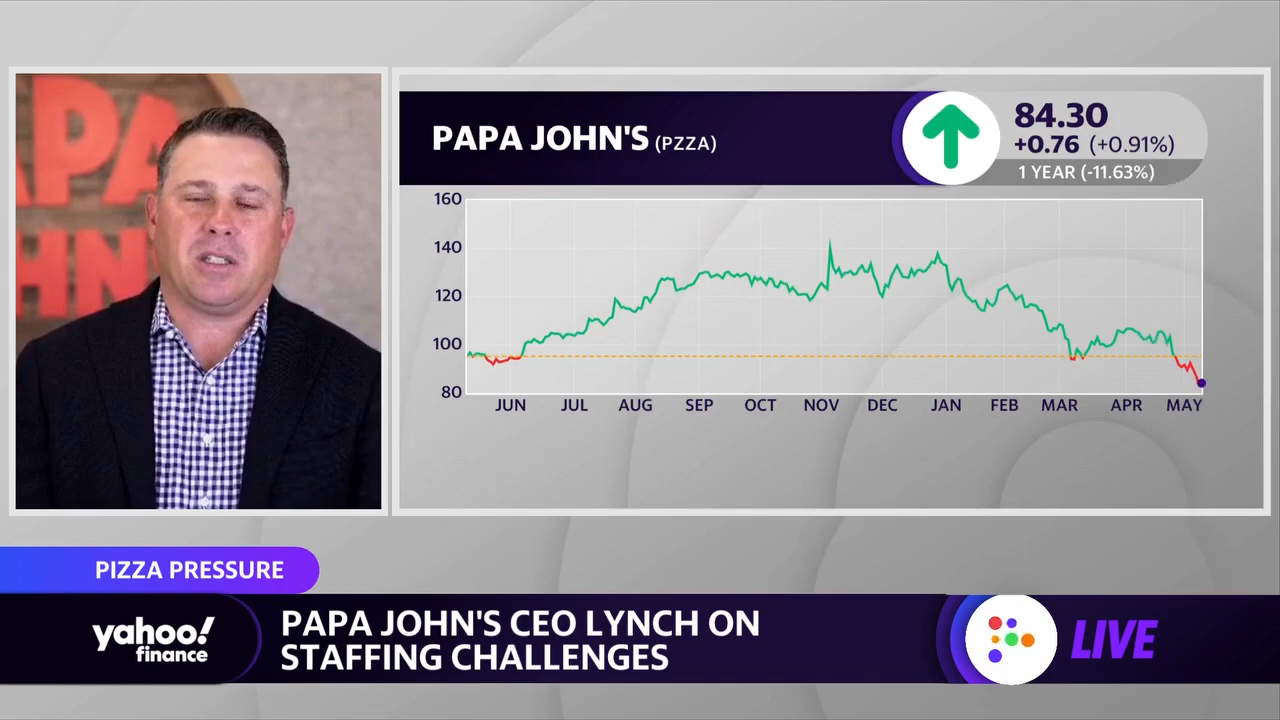 PAPA
JOHN'S
PAPA JOHN'S (PZZA)
84.30
+0.76 (+0.91%)
1 YEAR (-11.63%)
160
140
120
100
80
JUN JUL AUG SEP OCT NOV DEC JAN FEB MAR APR MAY
PIZZA PRESSURE
yahoo!
finance
PAPA JOHN'S CEO LYNCH ON
STAFFING CHALLENGES
LIVE